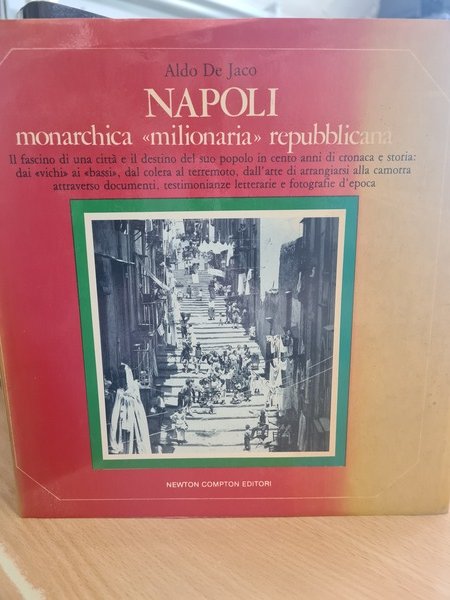 Aldo De Jaco
NAPOLI
monarchica «milionaria» repubblicana
Il fascino di una città e il destino del suo popolo in cento anni di cronaca e storia:
dai «vichi» ai «bassi», dal colera al terremoto, dall'arte di arrangiarsi alla camorra
attraverso documenti, testimonianze letterarie e fotografie d'epoca
NEWTON COMPTON EDITORI